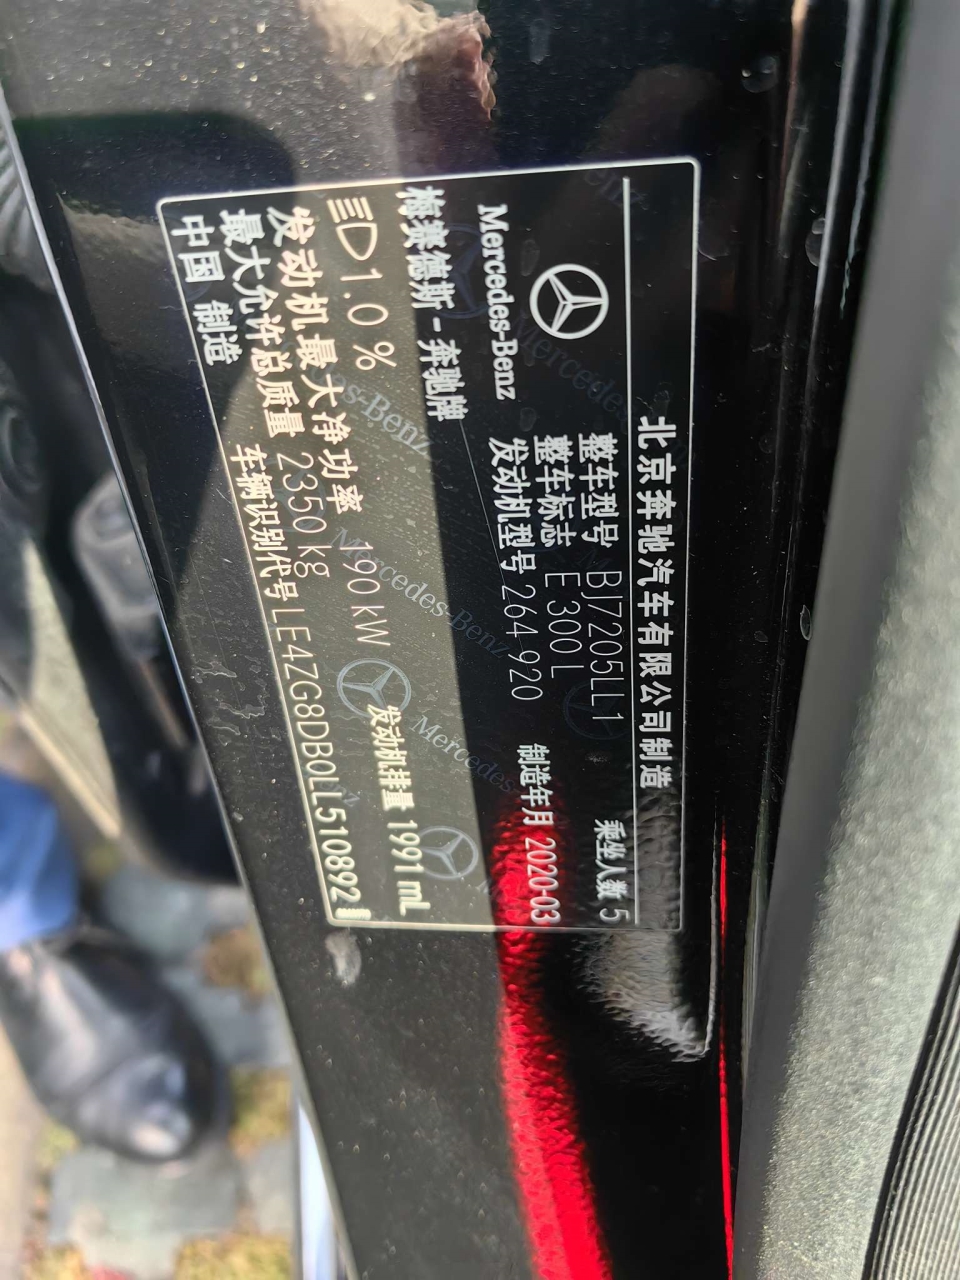 北京奔驰汽车有限公司制造
Mercedes-Benz
整车型号 BJ7205LL1 乘坐人数 5
整车标志 E 300 L
发动机型号 264 920 制造年月 2020-03
梅赛德斯-奔驰牌
1.0 % 发动机排量 1991 mL
发动机最大净功率 190 kW
最大允许总质量 2350 kg
中国 制造 车辆识别代号 LE4ZG8DB0LL510892